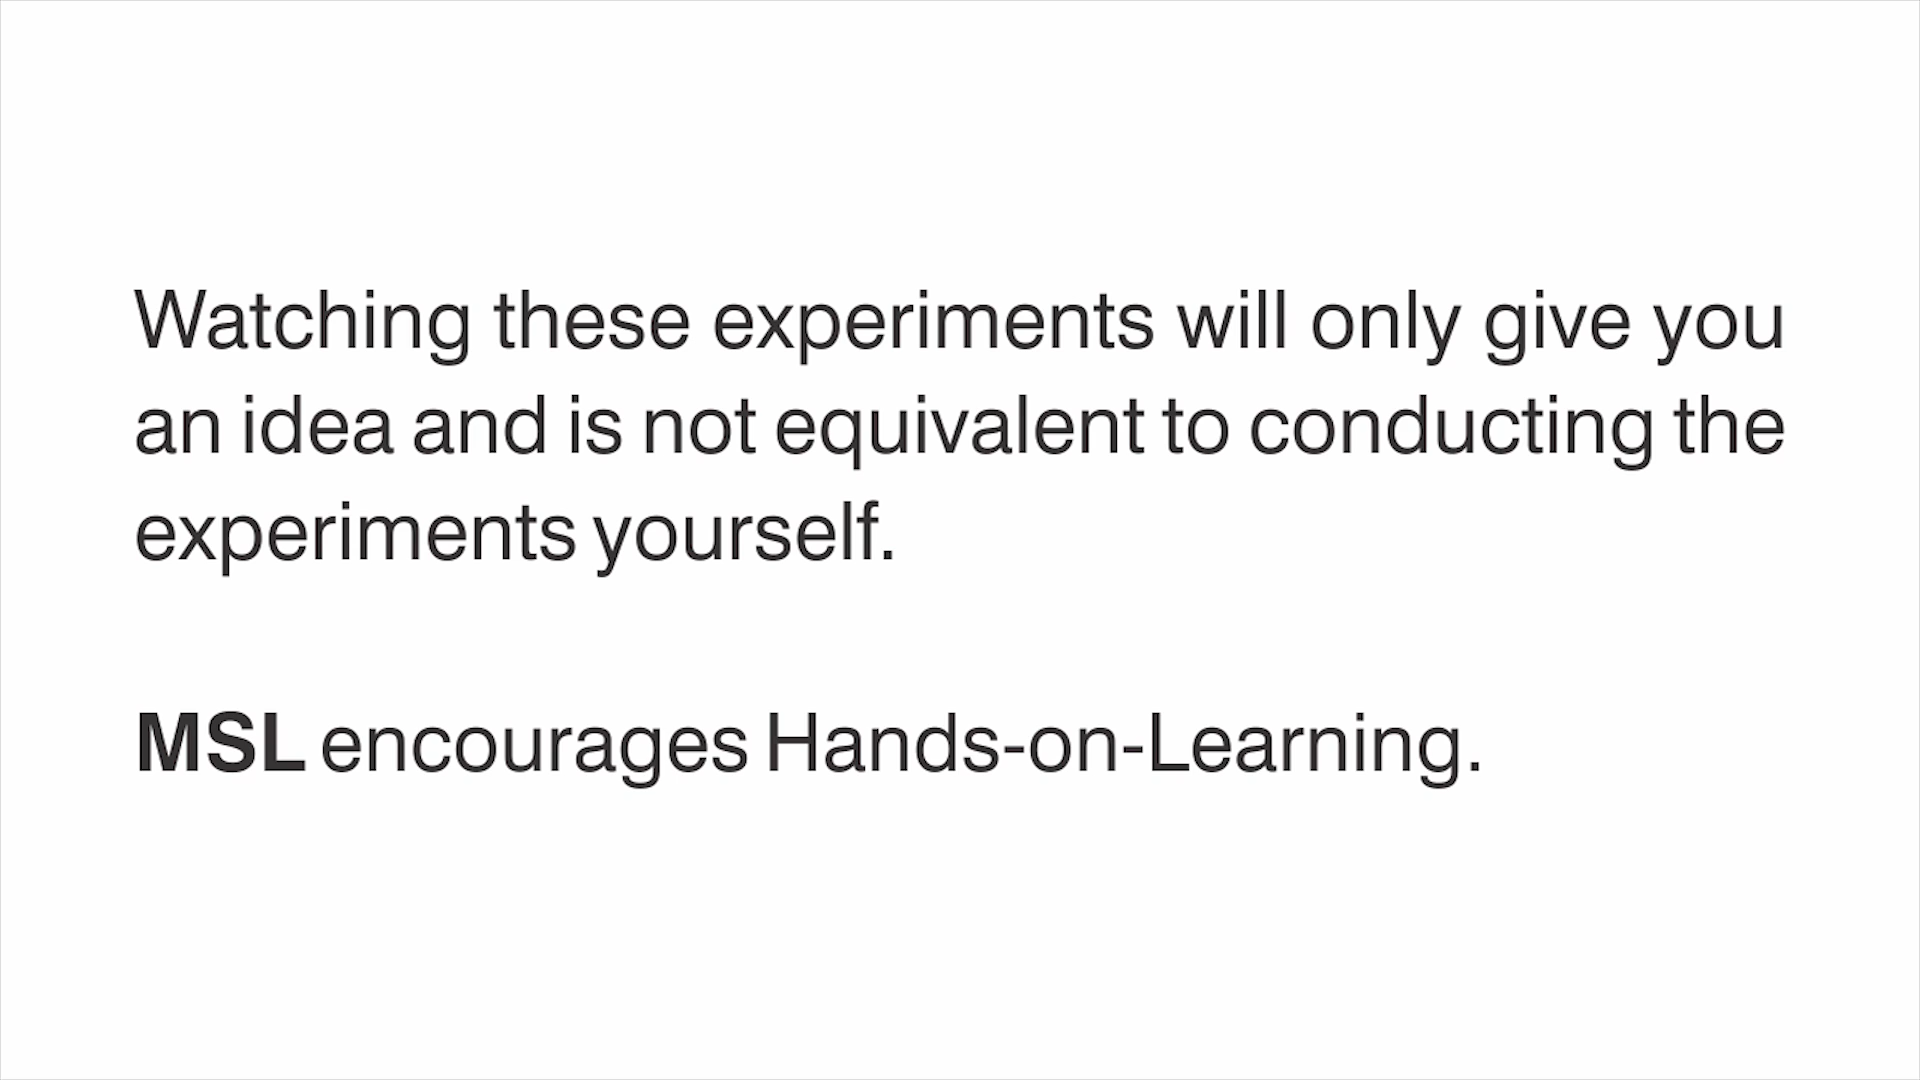 Watching these experiments will only give you
an idea and is not equivalent to conducting the
experiments yourself.
MSL encourages Hands-on-Learning.